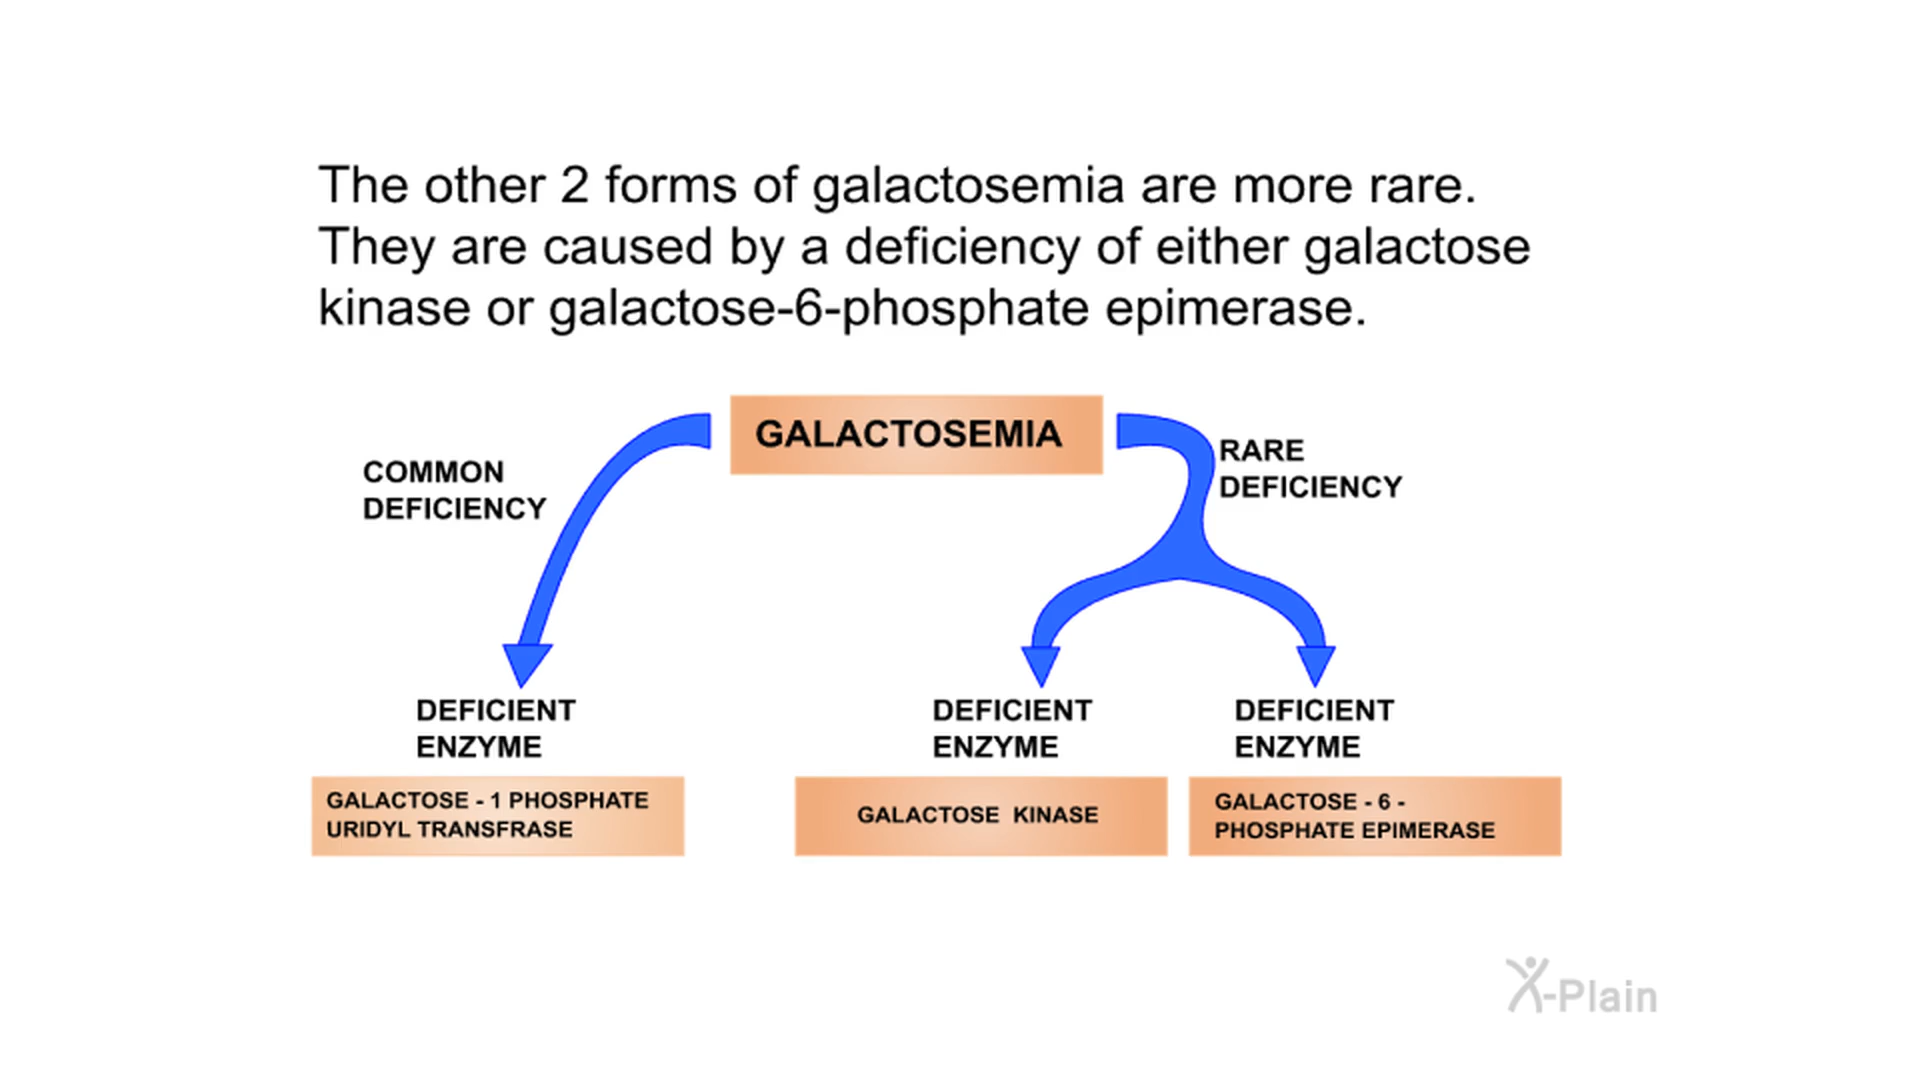 The other 2 forms of galactosemia are more rare.
They are caused by a deficiency of either galactose
kinase or galactose-6-phosphate epimerase.
GALACTOSEMIA
COMMON
DEFICIENCY
RARE
DEFICIENCY
DEFICIENT
ENZYME
GALACTOSE - 1 PHOSPHATE
URIDYL TRANSFRASE
DEFICIENT
ENZYME
GALACTOSE KINASE
DEFICIENT
ENZYME
GALACTOSE - 6 -
PHOSPHATE EPIMERASE
X-Plain